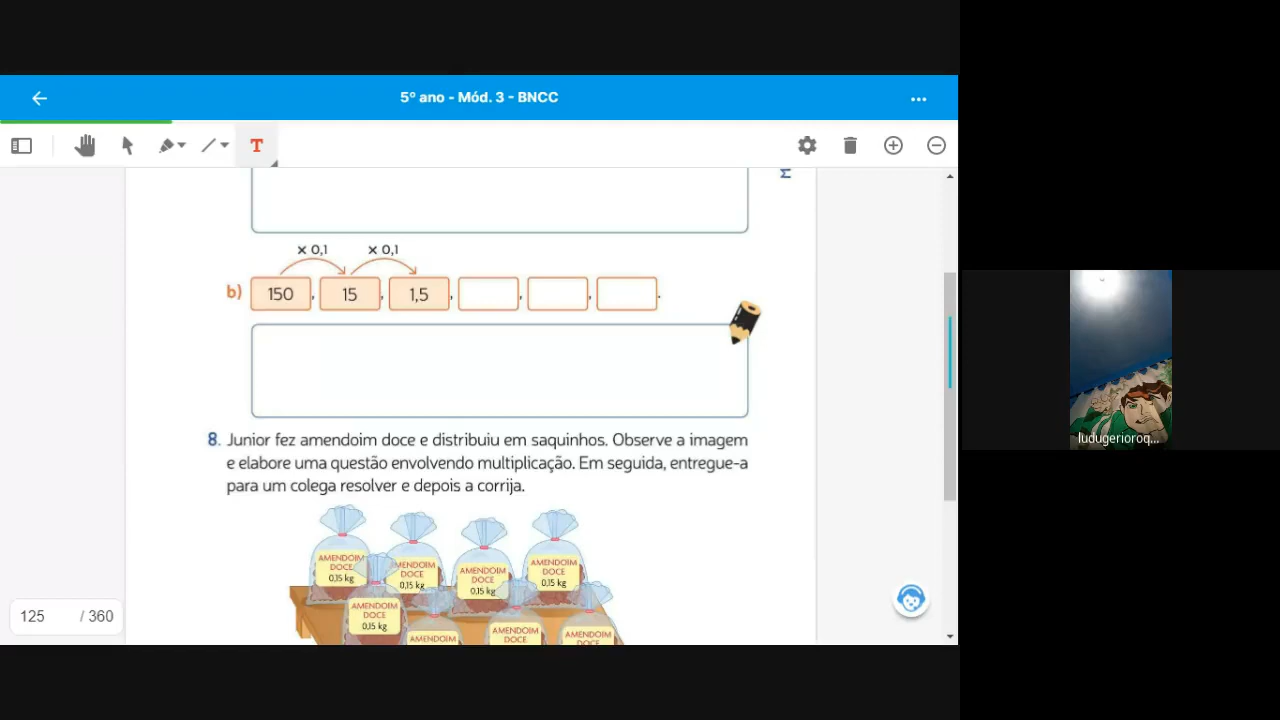 5º ano - Mód. 3 - BNCC
T
× 0,1 × 0,1
b) 150, 15, 1,5, , , .
8. Junior fez amendoim doce e distribuiu em saquinhos. Observe a imagem
e elabore uma questão envolvendo multiplicação. Em seguida, entregue-a
para um colega resolver e depois a corrija.
AMENDOIM
DOCE
0,15 kg
AMENDOIM
DOCE
0,15 kg
AMENDOIM
DOCE
0,15 kg
AMENDOIM
DOCE
0,15 kg
AMENDOIM
DOCE
0,15 kg
AMENDOIM
AMENDOIM
DOCE
AMENDOIM
DOCE
125 / 360
ludugerioroq...